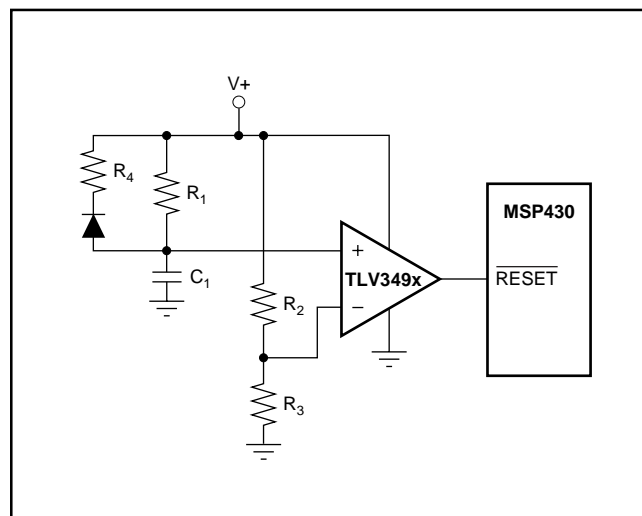 V+
R4
R1
C1
R2
R3
+
TLV349x
−
MSP430
RESET